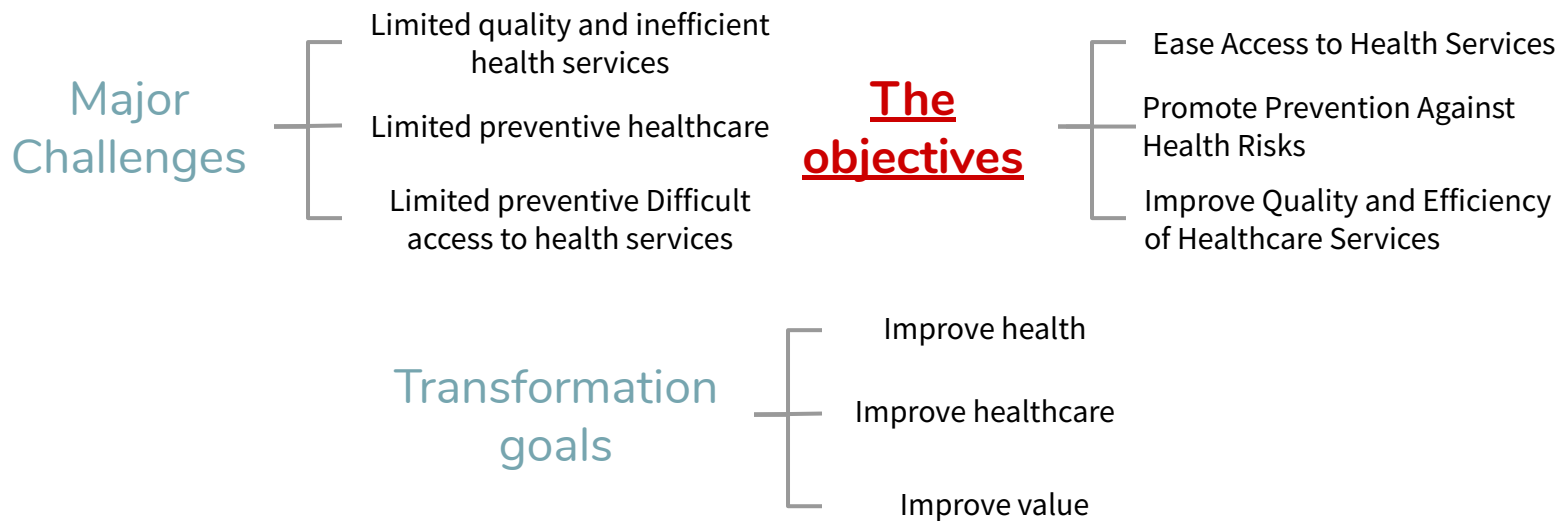 Major
Challenges
Limited quality and inefficient
health services
Limited preventive healthcare
Limited preventive Difficult
access to health services
The
objectives
Ease Access to Health Services
Promote Prevention Against
Health Risks
Improve Quality and Efficiency
of Healthcare Services
Transformation
goals
Improve health
Improve healthcare
Improve value